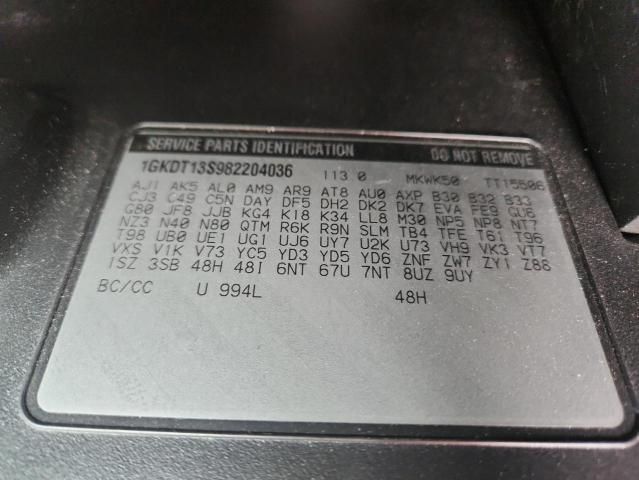 SERVICE PARTS IDENTIFICATION DO NOT REMOVE
1GKDT13S982204036 113 0 MKWK50 TT15506
AJ1 AK5 AL0 AM9 AR9 AT8 AU0 AXP B30 B32 B33
CJ3 C49 C5N DAY DF5 DH2 DK2 DK7 EVA FE9 GU6
G80 JF8 JJB KG4 K18 K34 LL8 M30 NP5 NP8 NT7
NZ3 N40 N80 QTM R6K R9N SLM TB4 TFE T61 T96
T98 UB0 UE1 UG1 UJ6 UY7 U2K U73 VH9 VK3 VT7
VXS V1K V73 YC5 YD3 YD5 YD6 ZNF ZW7 ZY1 Z88
1SZ 3SB 48H 48I 6NT 67U 7NT 8UZ 9UY
BC/CC U 994L 48H